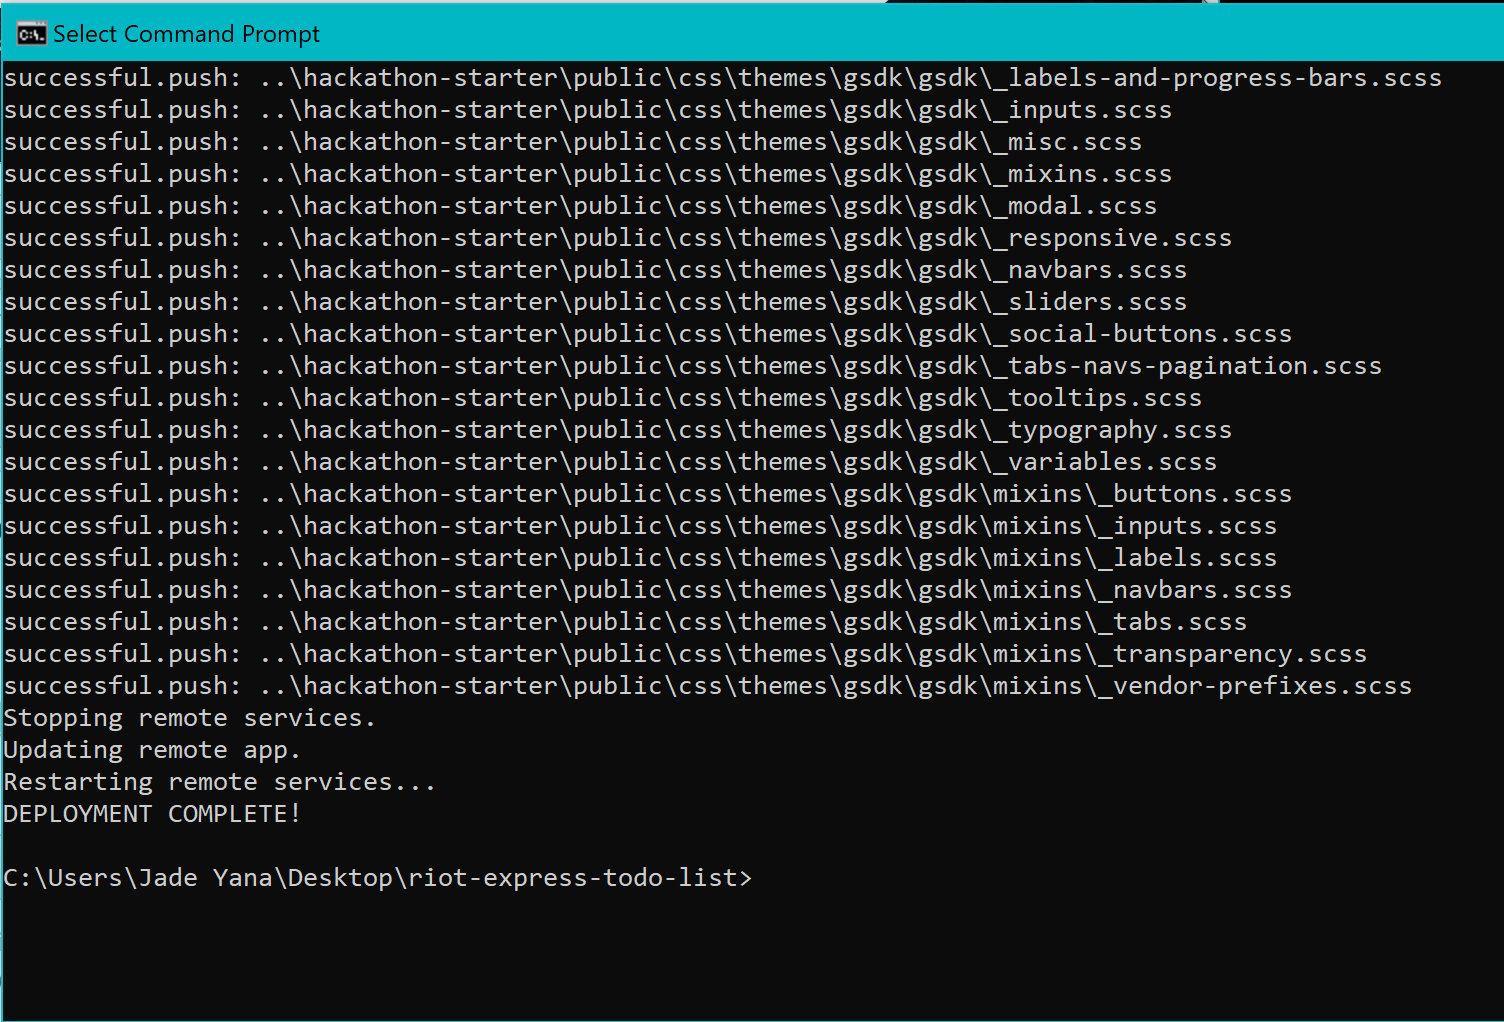 Select Command Prompt
successful.push: ..\hackathon-starter\public\css\themes\gsdk\gsdk\_labels-and-progress-bars.scss
successful.push: ..\hackathon-starter\public\css\themes\gsdk\gsdk\_inputs.scss
successful.push: ..\hackathon-starter\public\css\themes\gsdk\gsdk\_misc.scss
successful.push: ..\hackathon-starter\public\css\themes\gsdk\gsdk\_mixins.scss
successful.push: ..\hackathon-starter\public\css\themes\gsdk\gsdk\_modal.scss
successful.push: ..\hackathon-starter\public\css\themes\gsdk\gsdk\_responsive.scss
successful.push: ..\hackathon-starter\public\css\themes\gsdk\gsdk\_navbars.scss
successful.push: ..\hackathon-starter\public\css\themes\gsdk\gsdk\_sliders.scss
successful.push: ..\hackathon-starter\public\css\themes\gsdk\gsdk\_social-buttons.scss
successful.push: ..\hackathon-starter\public\css\themes\gsdk\gsdk\_tabs-navs-pagination.scss
successful.push: ..\hackathon-starter\public\css\themes\gsdk\gsdk\_tooltips.scss
successful.push: ..\hackathon-starter\public\css\themes\gsdk\gsdk\_typography.scss
successful.push: ..\hackathon-starter\public\css\themes\gsdk\gsdk\_variables.scss
successful.push: ..\hackathon-starter\public\css\themes\gsdk\gsdk\mixins\_buttons.scss
successful.push: ..\hackathon-starter\public\css\themes\gsdk\gsdk\mixins\_inputs.scss
successful.push: ..\hackathon-starter\public\css\themes\gsdk\gsdk\mixins\_labels.scss
successful.push: ..\hackathon-starter\public\css\themes\gsdk\gsdk\mixins\_navbars.scss
successful.push: ..\hackathon-starter\public\css\themes\gsdk\gsdk\mixins\_tabs.scss
successful.push: ..\hackathon-starter\public\css\themes\gsdk\gsdk\mixins\_transparency.scss
successful.push: ..\hackathon-starter\public\css\themes\gsdk\gsdk\mixins\_vendor-prefixes.scss
Stopping remote services.
Updating remote app.
Restarting remote services...
DEPLOYMENT COMPLETE!
C:\Users\Jade Yana\Desktop\riot-express-todo-list>